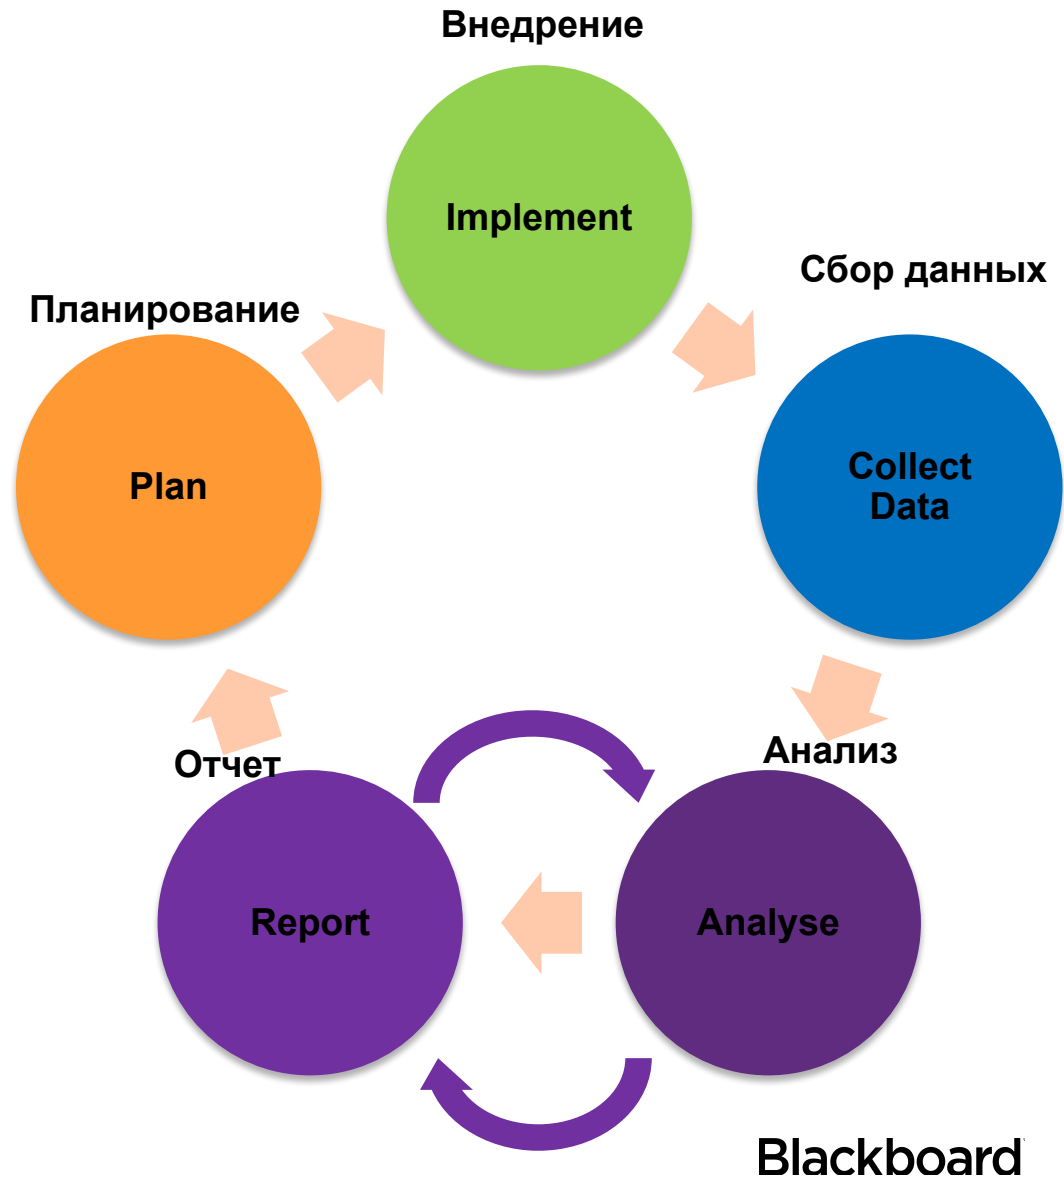 Внедрение
Implement
Сбор данных
Планирование
Plan
Collect
Data
Отчет
Анализ
Report
Analyse
Blackboard